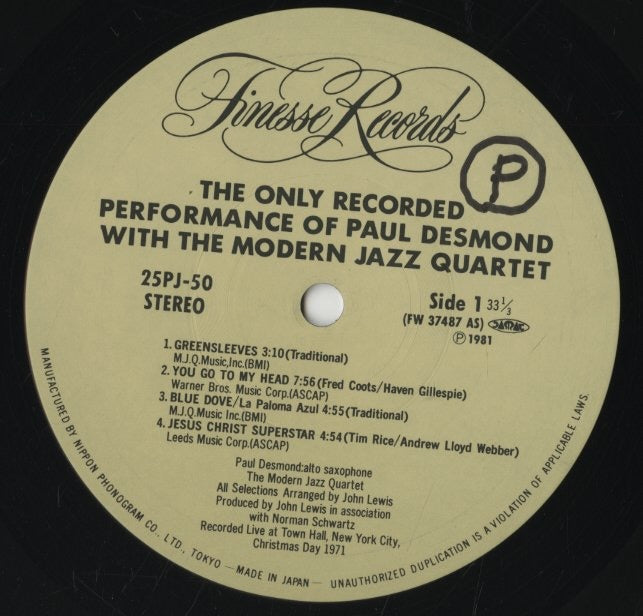 Finesse Records
P
THE ONLY RECORDED
PERFORMANCE OF PAUL DESMOND
WITH THE MODERN JAZZ QUARTET
25PJ-50
STEREO
Side 1 33 1/3
(FW 37487 AS)
Ⓟ 1981
1. GREENSLEEVES 3:10(Traditional)
M.J.Q.Music,Inc.(BMI)
2. YOU GO TO MY HEAD 7:56(Fred Coots/Haven Gillespie)
Warner Bros. Music Corp.(ASCAP)
3. BLUE DOVE/La Paloma Azul 4:55(Traditional)
M.J.Q.Music Inc.(BMI)
4. JESUS CHRIST SUPERSTAR 4:54(Tim Rice/Andrew Lloyd Webber)
Leeds Music Corp.(ASCAP)
Paul Desmond:alto saxophone
The Modern Jazz Quartet
All Selections Arranged by John Lewis
Produced by John Lewis in association
with Norman Schwartz
Recorded Live at Town Hall, New York City,
Christmas Day 1971
MANUFACTURED BY NIPPON PHONOGRAM CO., LTD., TOKYO — MADE IN JAPAN — UNAUTHORIZED DUPLICATION IS A VIOLATION OF APPLICABLE LAWS.